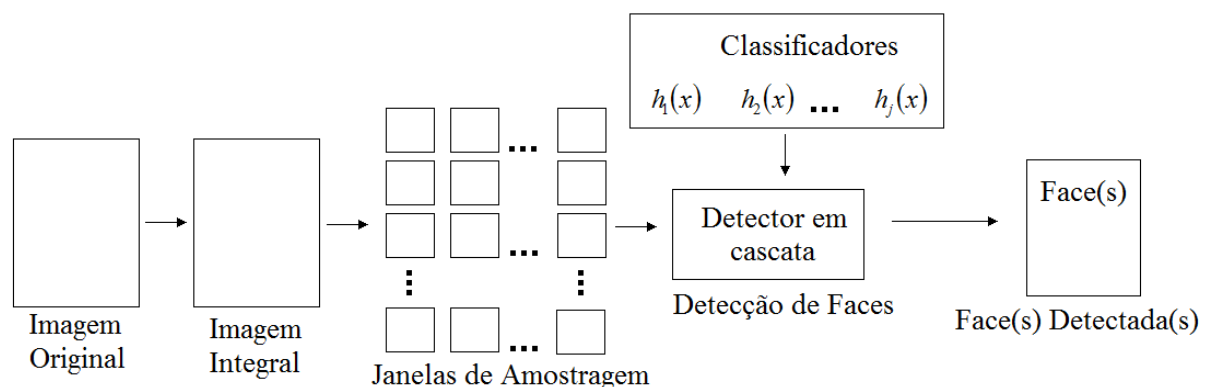 Classificadores
h₁(x) h₂(x) ... hⱼ(x)
Imagem
Original
Imagem
Integral
...
...
...
Janelas de Amostragem
Detector em
cascata
Detecção de Faces
Face(s)
Face(s) Detectada(s)